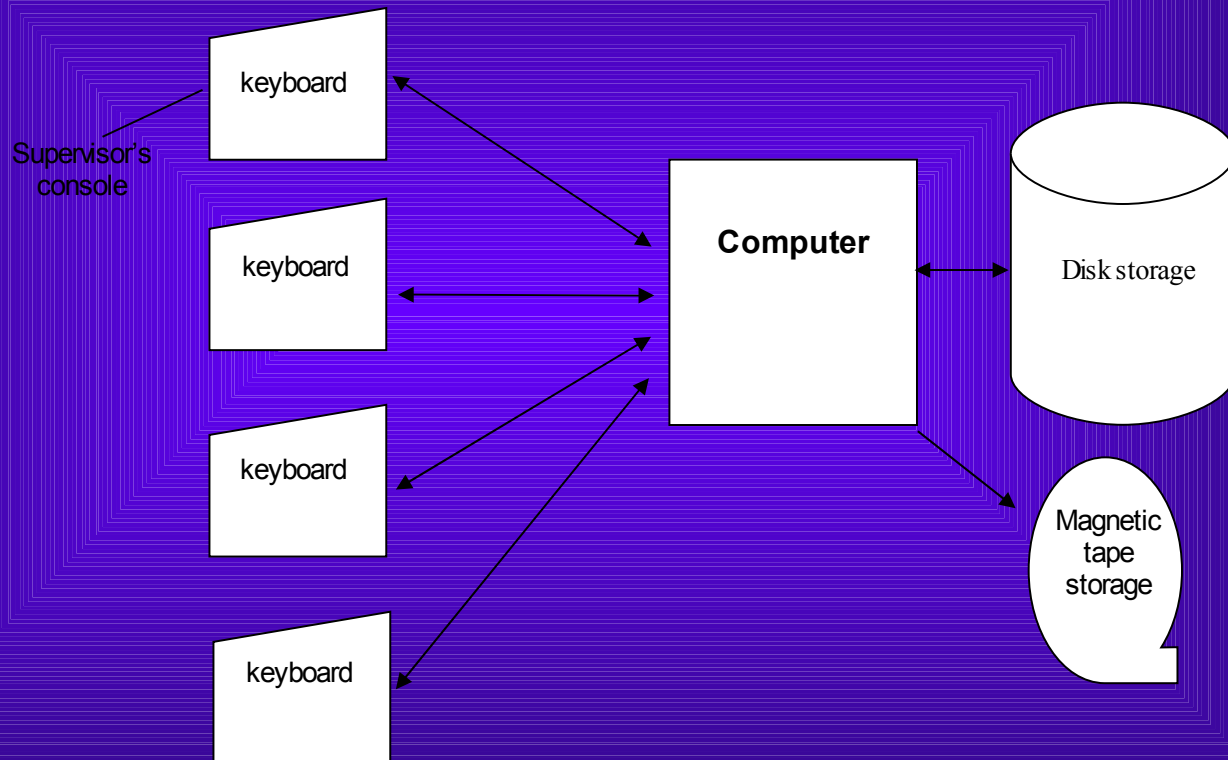 keyboard
Supervisor's
console
keyboard
Computer
Disk storage
keyboard
Magnetic
tape
storage
keyboard